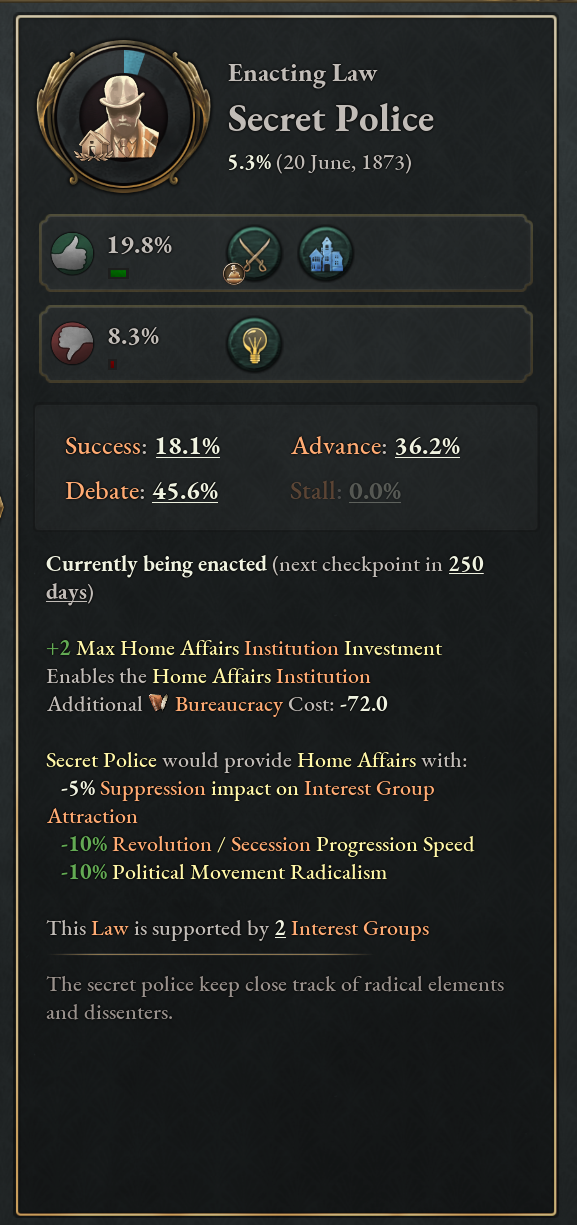 Enacting Law
Secret Police
5.3% (20 June, 1873)
19.8%
8.3%
Success: 18.1% Advance: 36.2%
Debate: 45.6% Stall: 0.0%
Currently being enacted (next checkpoint in 250
days)
+2 Max Home Affairs Institution Investment
Enables the Home Affairs Institution
Additional Bureaucracy Cost: -72.0
Secret Police would provide Home Affairs with:
-5% Suppression impact on Interest Group
Attraction
-10% Revolution / Secession Progression Speed
-10% Political Movement Radicalism
This Law is supported by 2 Interest Groups
The secret police keep close track of radical elements
and dissenters.